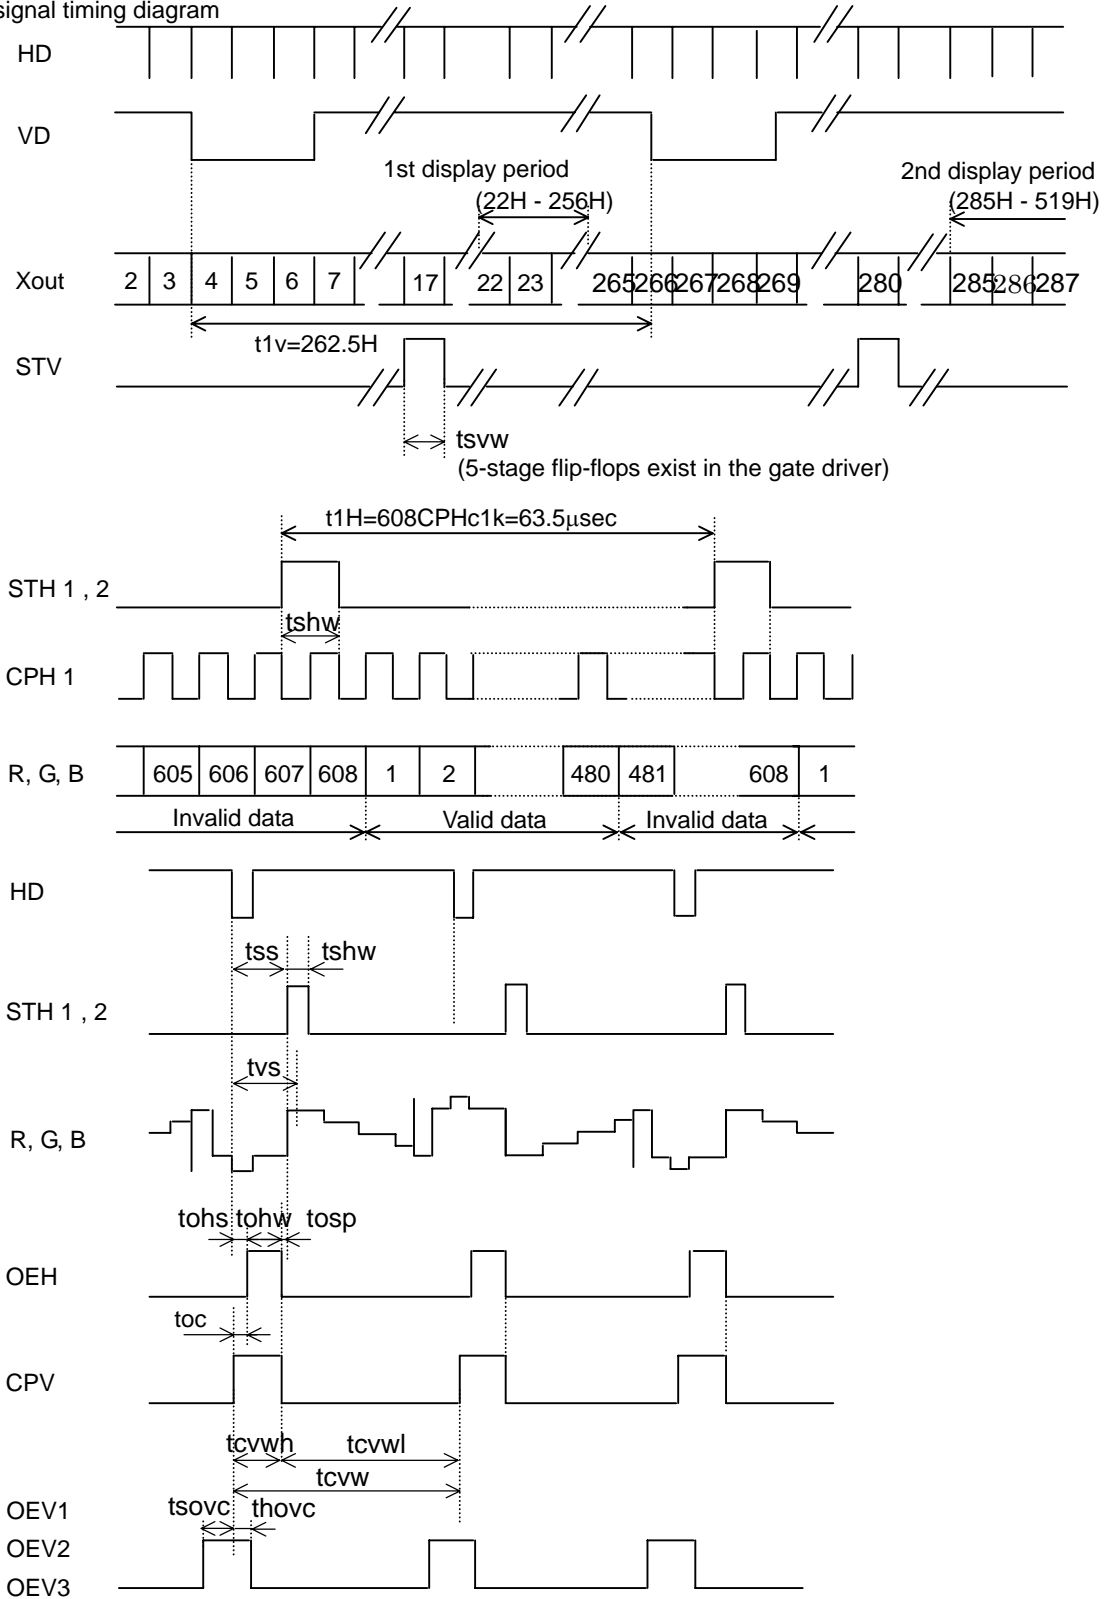 signal timing diagram
HD
VD
1st display period
(22H - 256H)
2nd display period
(285H - 519H)
Xout 2 3 4 5 6 7 17 22 23 265 266 267 268 269 280 285 286 287
t1v=262.5H
STV
tsvw
(5-stage flip-flops exist in the gate driver)
t1H=608CPHc1k=63.5µsec
STH 1 , 2
tshw
CPH 1
R, G, B 605 606 607 608 1 2 480 481 608 1
Invalid data Valid data Invalid data
HD
tss tshw
STH 1 , 2
tvs
R, G, B
tohs tohw tosp
OEH
toc
CPV
tcvwh tcvwl
tcvw
OEV1 tsovc thovc
OEV2
OEV3